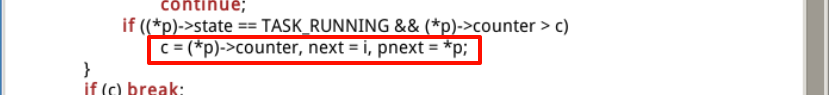 continue;
if ((*p)->state == TASK_RUNNING && (*p)->counter > c)
c = (*p)->counter, next = i, pnext = *p;
}
if (c) break;